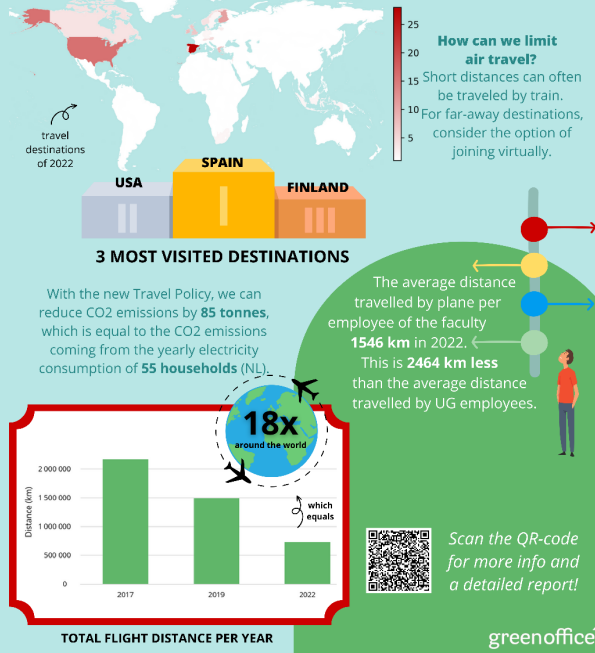 How can we limit
air travel?
Short distances can often
be traveled by train.
For far-away destinations,
consider the option of
joining virtually.
25
20
15
10
5
travel
destinations
of 2022
SPAIN
USA
FINLAND
I
II
III
3 MOST VISITED DESTINATIONS
With the new Travel Policy, we can
reduce CO2 emissions by 85 tonnes,
which is equal to the CO2 emissions
coming from the yearly electricity
consumption of 55 households (NL).
The average distance
travelled by plane per
employee of the faculty
1546 km in 2022.
This is 2464 km less
than the average distance
travelled by UG employees.
18x
around the world
which
equals
Distance (km)
2 000 000
1 500 000
1 000 000
500 000
0
2017
2019
2022
TOTAL FLIGHT DISTANCE PER YEAR
Scan the QR-code
for more info and
a detailed report!
greenoffice